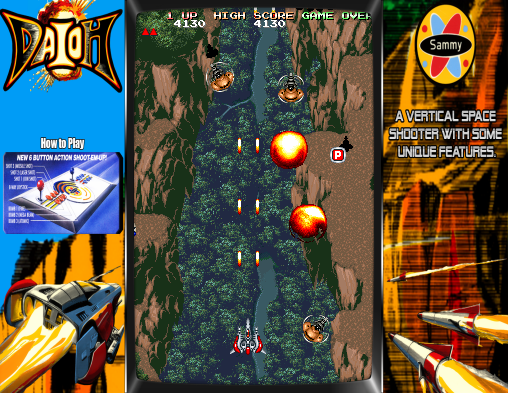 DAIOH
How to Play
NEW 6 BUTTON ACTION SHOOT-EM-UP!
1 UP HIGH SCORE GAME OVER
4130 4130
P
Sammy
A VERTICAL SPACE
SHOOTER WITH SOME
UNIQUE FEATURES.